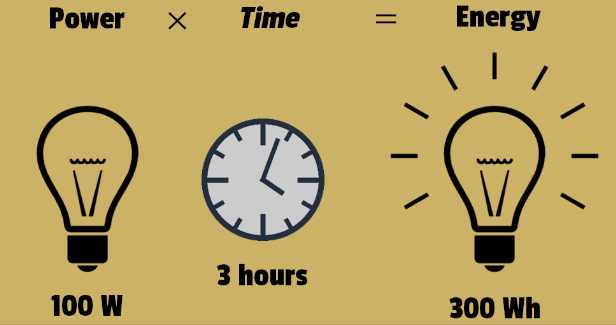 Power × Time = Energy
3 hours
100 W
300 Wh